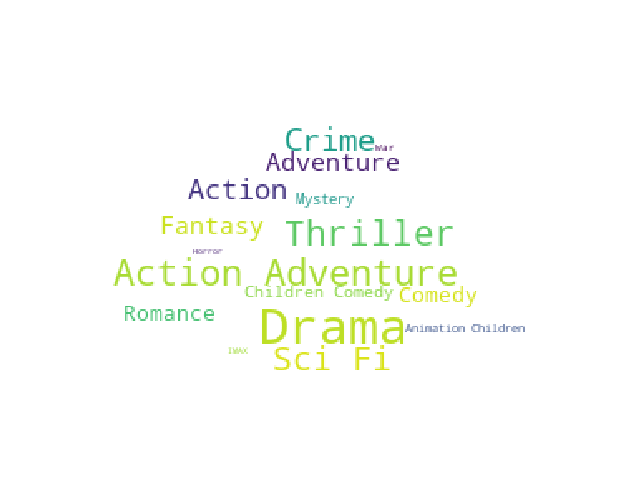 Crime
War
Adventure
Action
Mystery
Fantasy
Thriller
Horror
Action Adventure
Children Comedy
Comedy
Romance
Drama
Animation Children
IMAX
Sci Fi